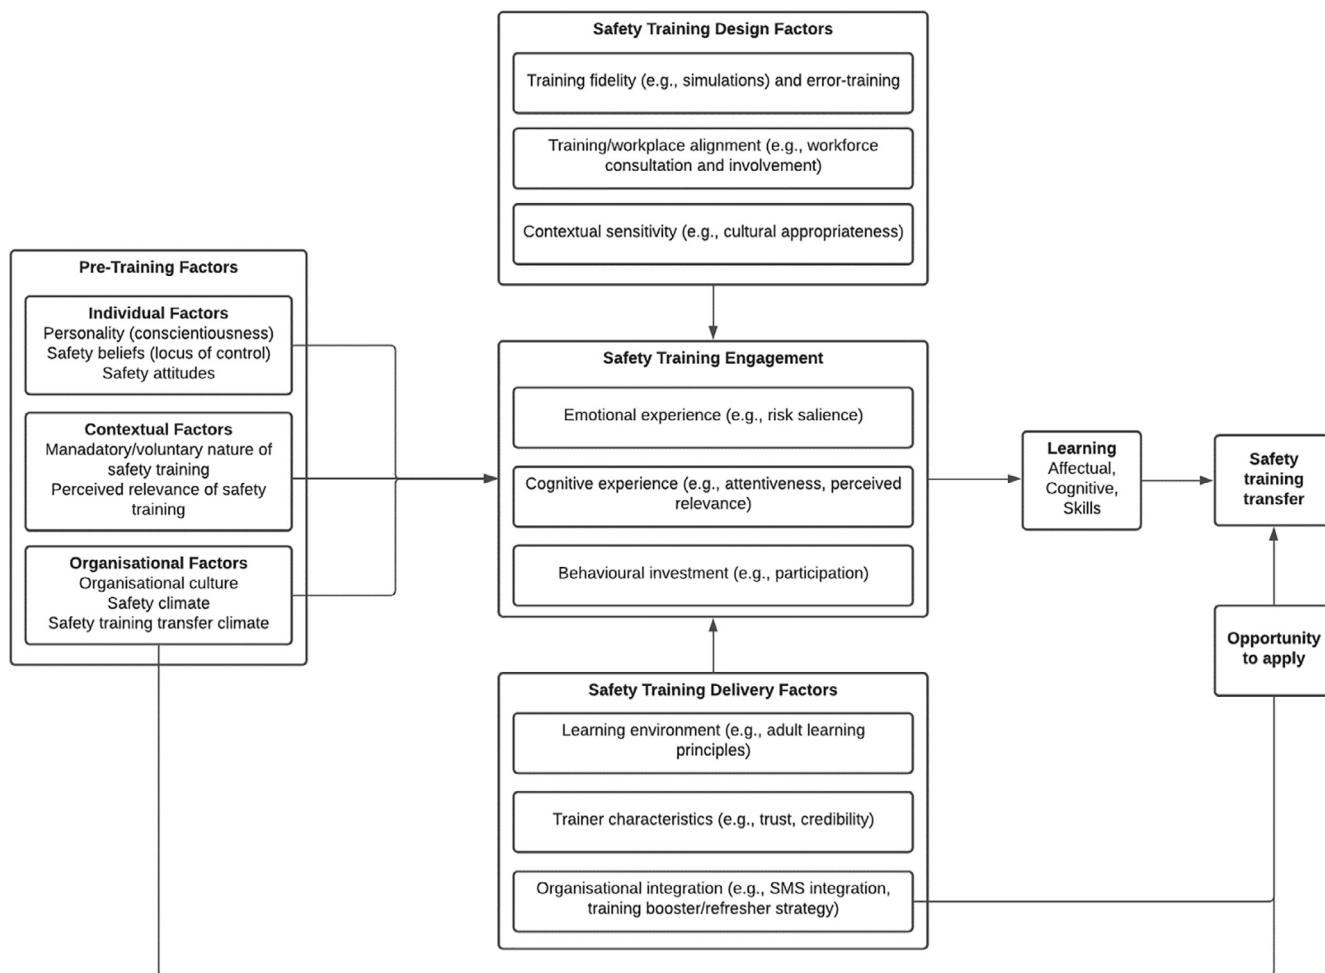 Safety Training Design Factors
Training fidelity (e.g., simulations) and error-training
Training/workplace alignment (e.g., workforce
consultation and involvement)
Contextual sensitivity (e.g., cultural appropriateness)
Pre-Training Factors
Individual Factors
Personality (conscientiousness)
Safety beliefs (locus of control)
Safety attitudes
Contextual Factors
Manadatory/voluntary nature of
safety training
Perceived relevance of safety
training
Organisational Factors
Organisational culture
Safety climate
Safety training transfer climate
Safety Training Engagement
Emotional experience (e.g., risk salience)
Cognitive experience (e.g., attentiveness, perceived
relevance)
Behavioural investment (e.g., participation)
Learning
Affectual,
Cognitive,
Skills
Safety
training
transfer
Opportunity
to apply
Safety Training Delivery Factors
Learning environment (e.g., adult learning
principles)
Trainer characteristics (e.g., trust, credibility)
Organisational integration (e.g., SMS integration,
training booster/refresher strategy)